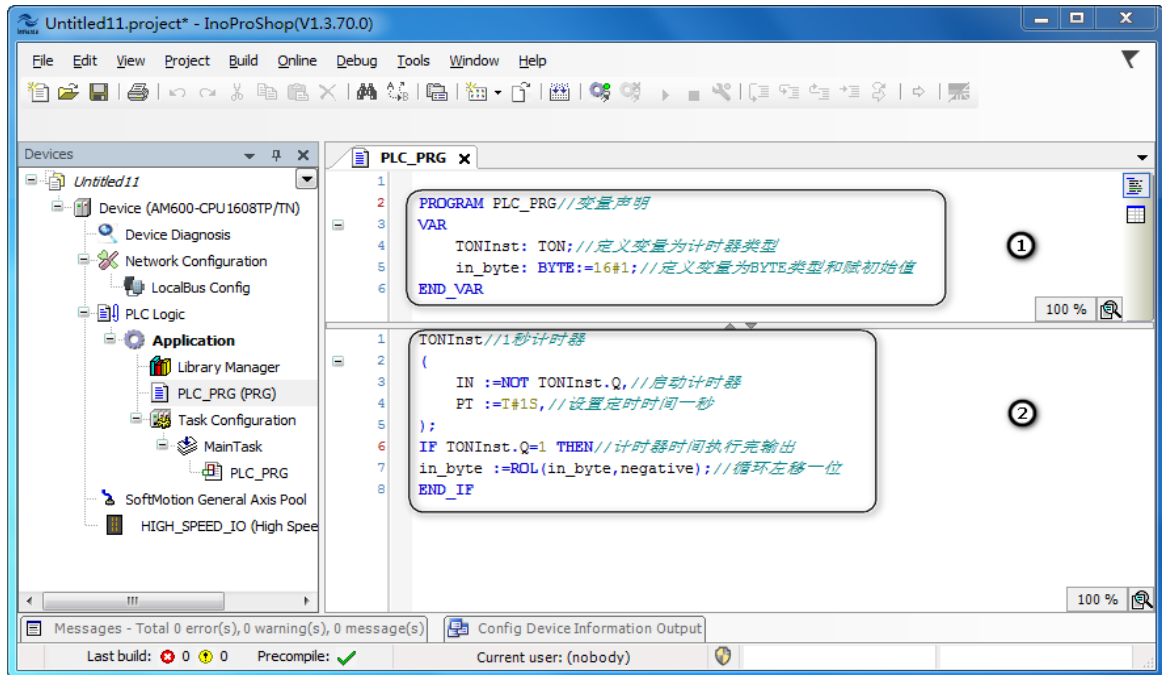 Untitled11.project* - InoProShop(V1.3.70.0)
File Edit View Project Build Online Debug Tools Window Help
Devices
Untitled11
Device (AM600-CPU1608TP/TN)
Device Diagnosis
Network Configuration
LocalBus Config
PLC Logic
Application
Library Manager
PLC_PRG (PRG)
Task Configuration
MainTask
PLC_PRG
SoftMotion General Axis Pool
HIGH_SPEED_IO (High Spee
PLC_PRG
1
2 PROGRAM PLC_PRG//变量声明
3 VAR
4 TONInst: TON;//定义变量为计时器类型
5 in_byte: BYTE:=16#1;//定义变量为BYTE类型和赋初始值
6 END_VAR
①
100 %
1 TONInst//1秒计时器
2 (
3 IN :=NOT TONInst.Q,//启动计时器
4 PT :=T#1S,//设置定时时间一秒
5 );
6 IF TONInst.Q=1 THEN//计时器时间执行完输出
7 in_byte :=ROL(in_byte,negative);//循环左移一位
8 END_IF
②
100 %
Messages - Total 0 error(s), 0 warning(s), 0 message(s)
Config Device Information Output
Last build: 0 0 Precompile: Current user: (nobody)